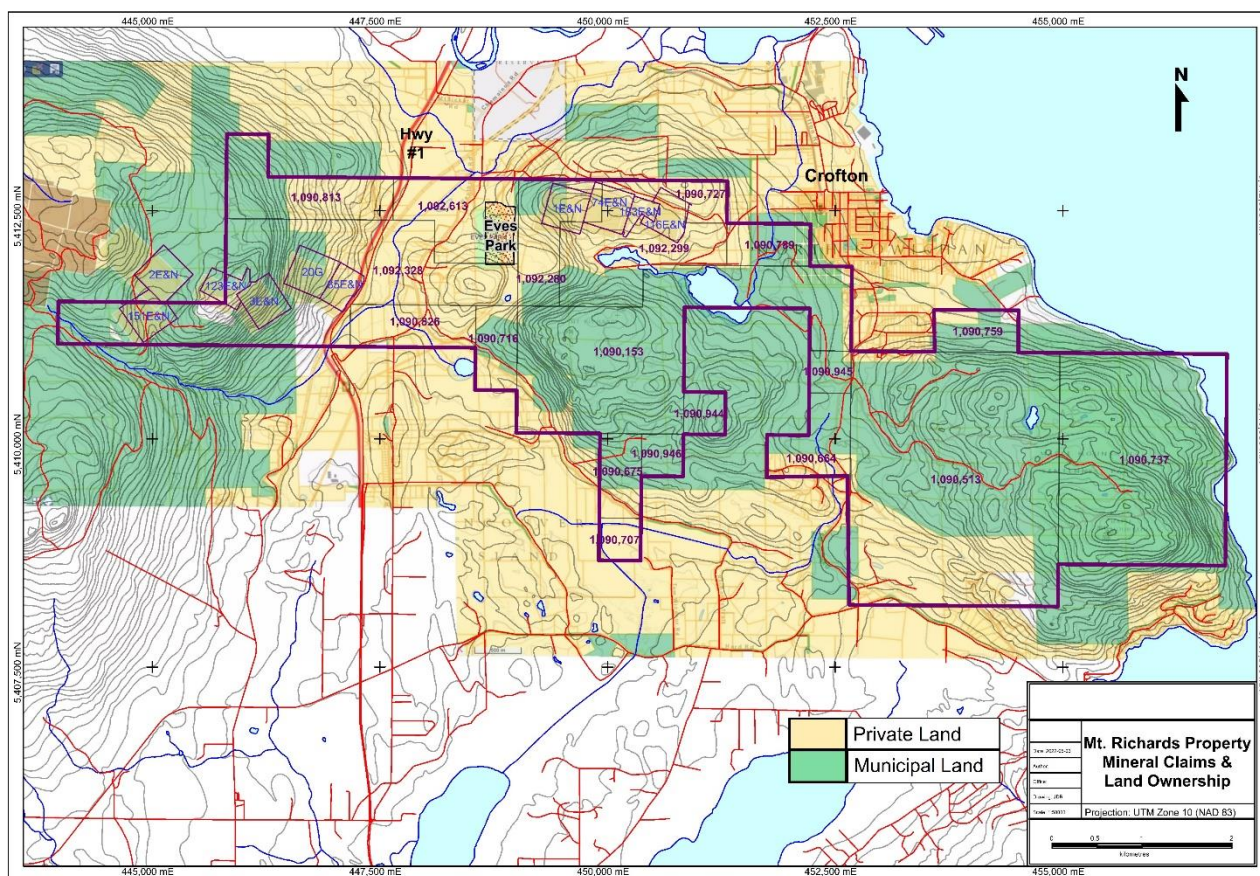 445,000 mE
447,500 mE
450,000 mE
452,500 mE
455,000 mE
N
Hwy
#1
Crofton
5,412,500 mN
1,090,813
1,092,613
Eves
Park
1E&N
74E&N
163E&N
116E&N
1,090,727
1,092,299
1,090,789
2E&N
123E&N
3E&N
151E&N
20G
85E&N
1,092,328
1,092,280
1,090,716
1,090,153
1,090,759
1,090,945
1,090,944
5,410,000 mN
1,090,946
1,090,675
1,090,664
1,090,513
1,090,737
1,090,707
5,407,500 mN
Private Land
Municipal Land
Mt. Richards Property
Mineral Claims &
Land Ownership
Projection: UTM Zone 10 (NAD 83)
0 0.5 1 2
kilometres
445,000 mE
447,500 mE
450,000 mE
452,500 mE
455,000 mE